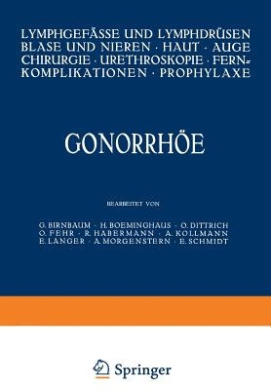 LYMPHGEFÄSSE UND LYMPHDRÜSEN
BLASE UND NIEREN · HAUT · AUGE
CHIRURGIE · URETHROSKOPIE · FERN=
KOMPLIKATIONEN · PROPHYLAXE
GONORRHÖE
BEARBEITET VON
G. BIRNBAUM · H. BOEMINGHAUS · O. DITTRICH
O. FEHR · R. HABERMANN · A. KOLLMANN
E. LANGER · A. MORGENSTERN · E. SCHMIDT
Springer